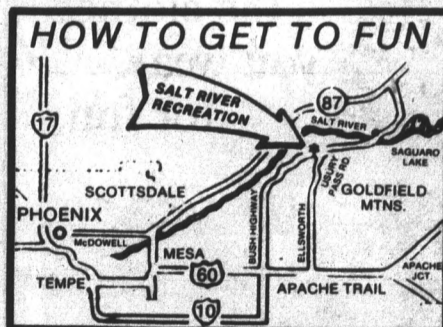 HOW TO GET TO FUN
87
SALT RIVER
RECREATION
SALT RIVER
17
SAGUARO
LAKE
USURY
PASS RD.
SCOTTSDALE
GOLDFIELD
MTNS.
PHOENIX
McDOWELL
BUSH HIGHWAY
ELLSWORTH
MESA
60
APACHE
JCT.
TEMPE
APACHE TRAIL
10